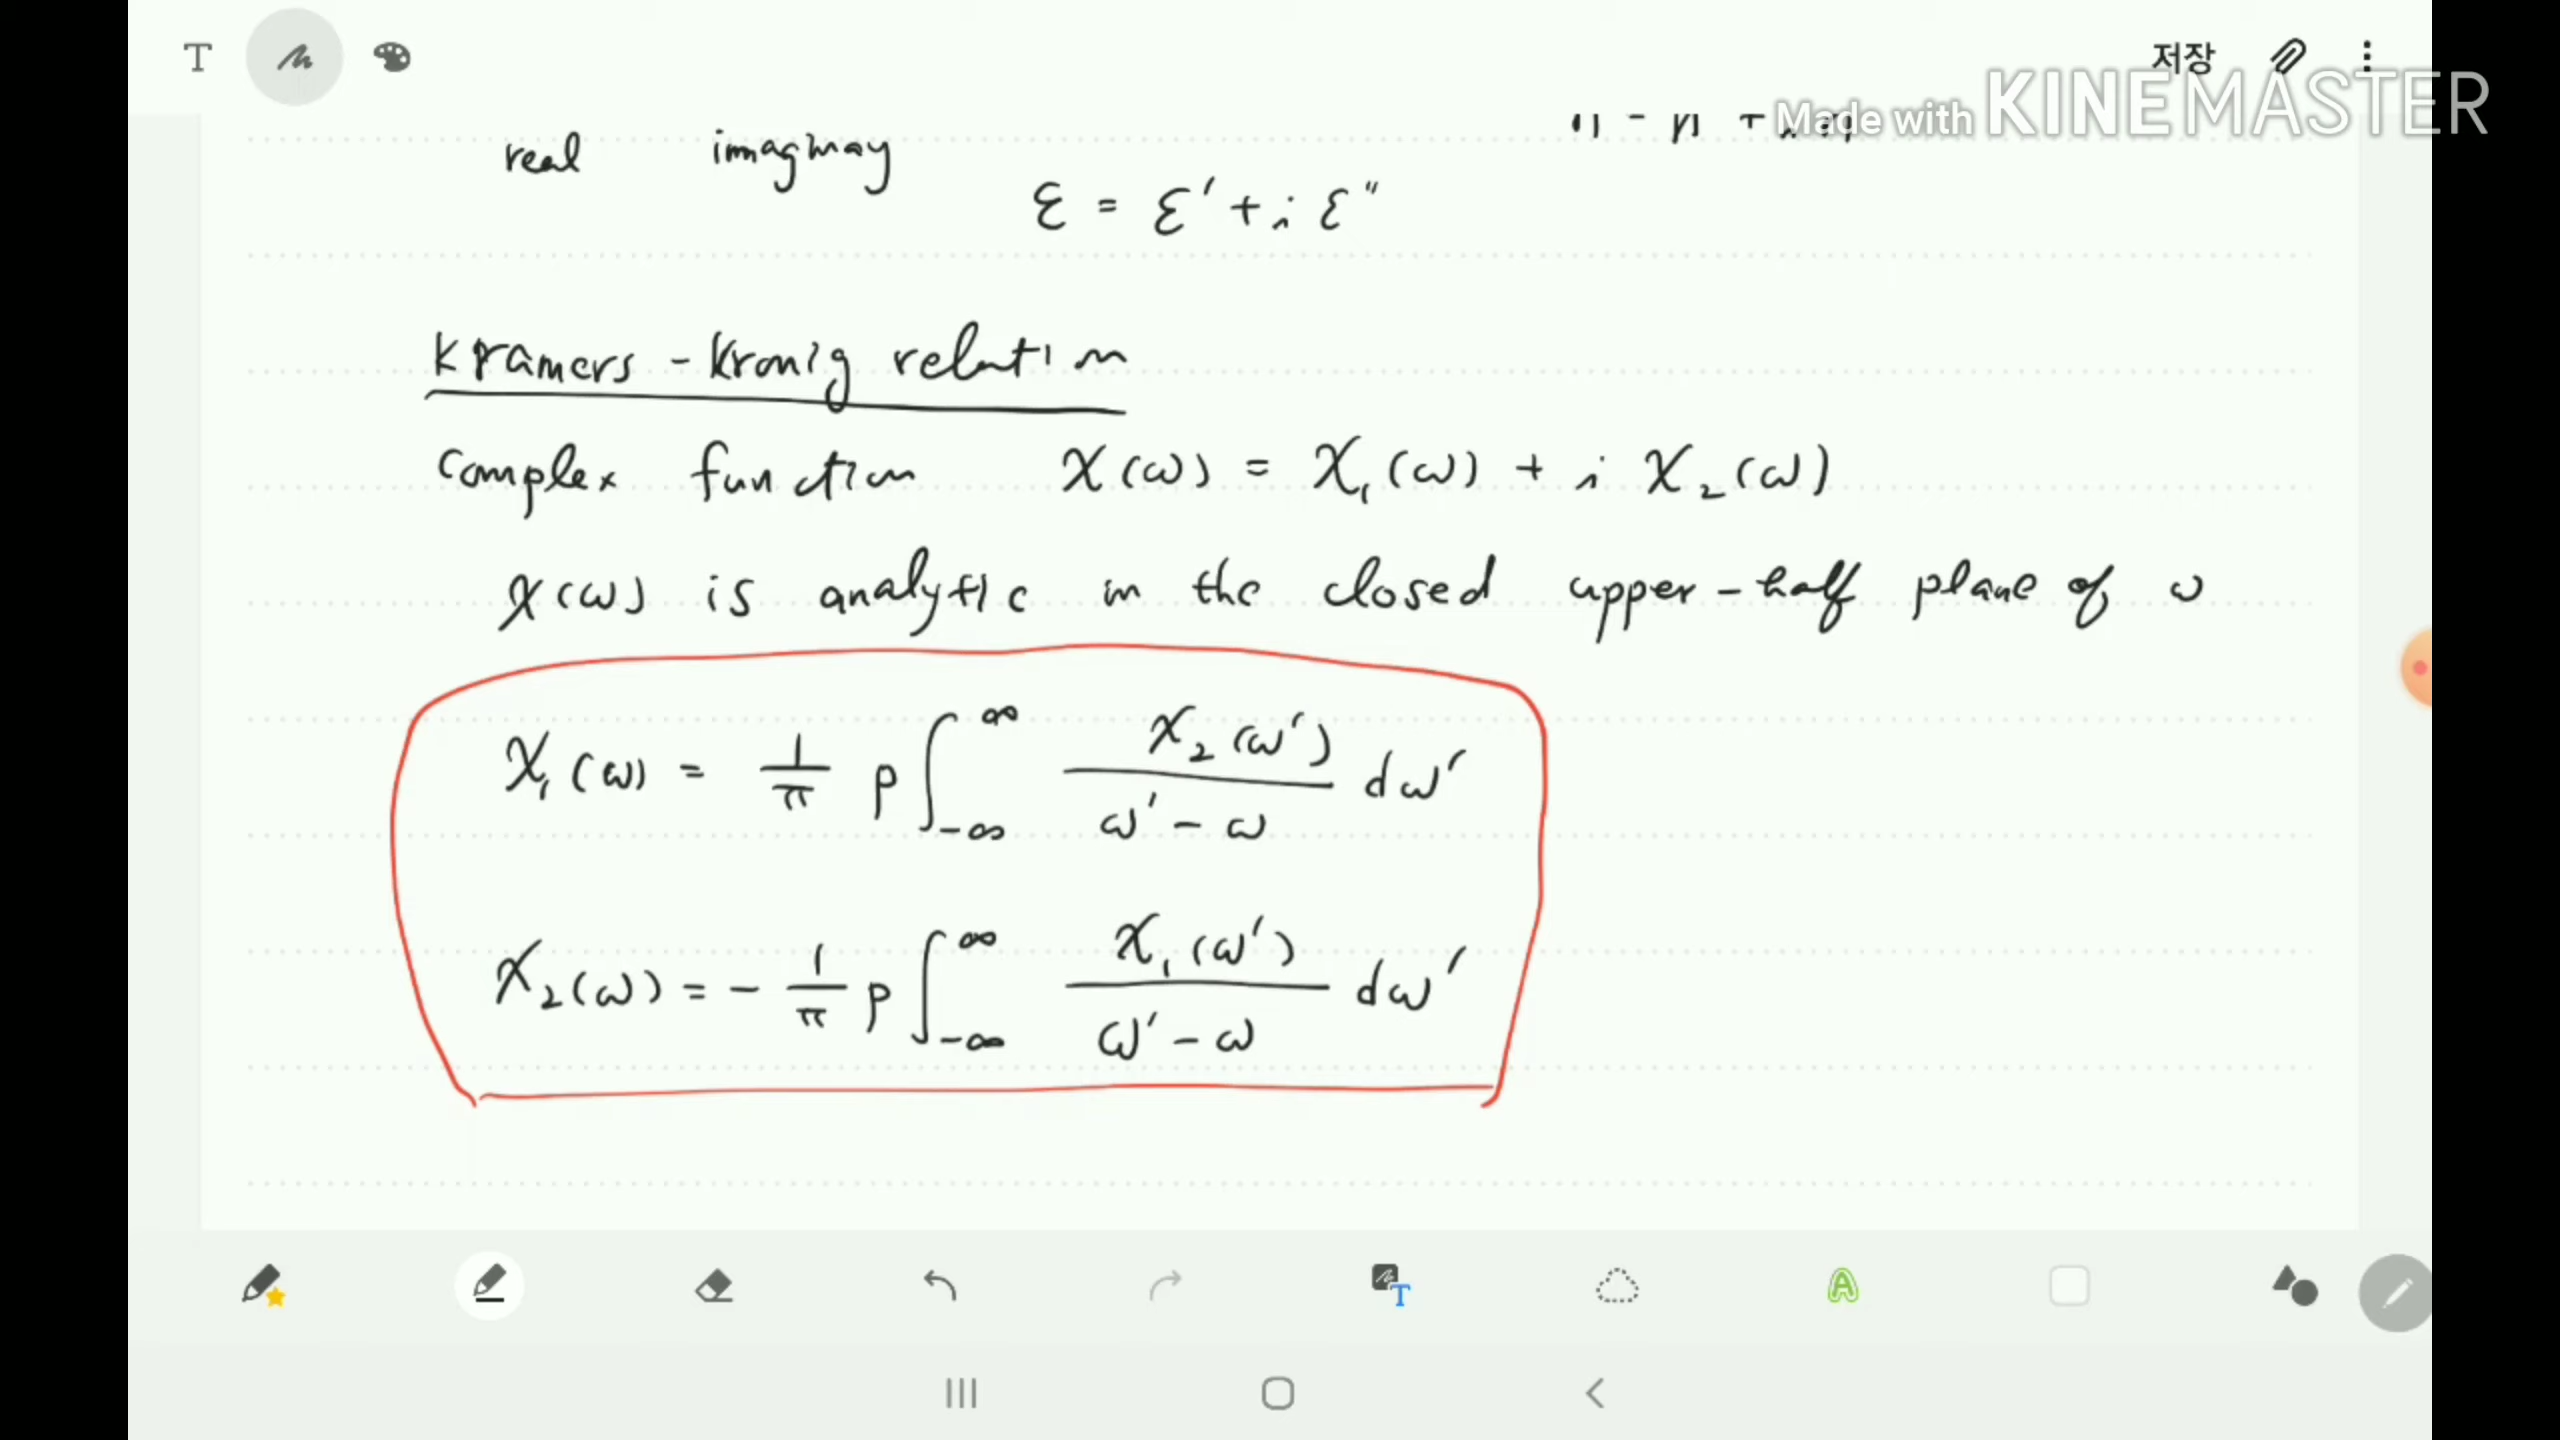 T 저장
Made with KINEMASTER
real imaginay
ε = ε' + i ε"
Kramers - Kronig relation
complex function χ(ω) = χ₁(ω) + i χ₂(ω)
χ(ω) is analytic in the closed upper-half plane of ω
χ₁(ω) = 1/π P∫_{-∞}^{∞} χ₂(ω')/(ω' - ω) dω'
χ₂(ω) = - 1/π P∫_{-∞}^{∞} χ₁(ω')/(ω' - ω) dω'
T A